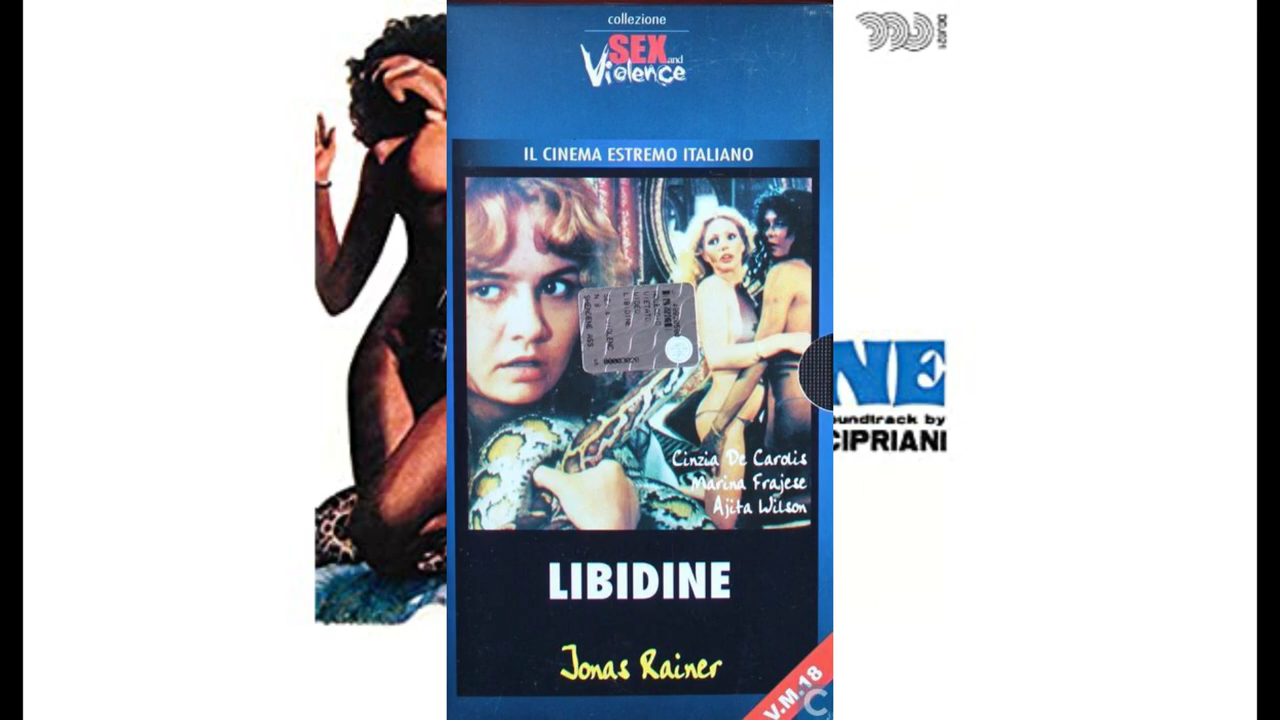 collezione
SEX
and
Violence
IL CINEMA ESTREMO ITALIANO
Cinzia De Carolis
Marina Frajese
Ajita Wilson
LIBIDINE
Jonas Rainer
V.M.18
C
NE
oundtrack by
CIPRIANI